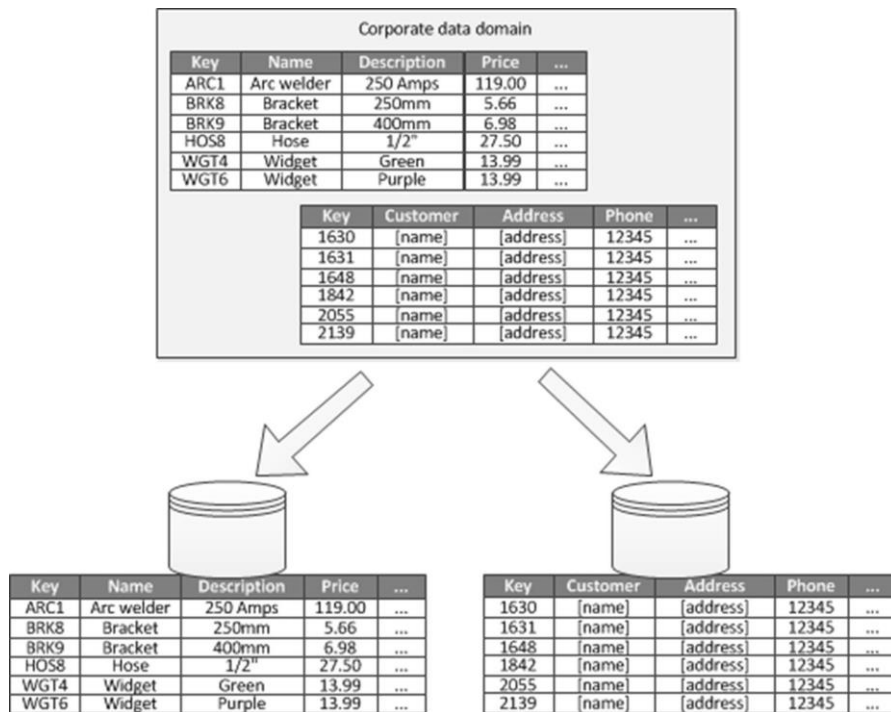 Corporate data domain
Key Name Description Price ...
ARC1 Arc welder 250 Amps 119.00 ...
BRK8 Bracket 250mm 5.66 ...
BRK9 Bracket 400mm 6.98 ...
HOS8 Hose 1/2" 27.50 ...
WGT4 Widget Green 13.99 ...
WGT6 Widget Purple 13.99 ...
Key Customer Address Phone ...
1630 [name] [address] 12345 ...
1631 [name] [address] 12345 ...
1648 [name] [address] 12345 ...
1842 [name] [address] 12345 ...
2055 [name] [address] 12345 ...
2139 [name] [address] 12345 ...
Key Name Description Price ...
ARC1 Arc welder 250 Amps 119.00 ...
BRK8 Bracket 250mm 5.66 ...
BRK9 Bracket 400mm 6.98 ...
HOS8 Hose 1/2" 27.50 ...
WGT4 Widget Green 13.99 ...
WGT6 Widget Purple 13.99 ...
Key Customer Address Phone ...
1630 [name] [address] 12345 ...
1631 [name] [address] 12345 ...
1648 [name] [address] 12345 ...
1842 [name] [address] 12345 ...
2055 [name] [address] 12345 ...
2139 [name] [address] 12345 ...